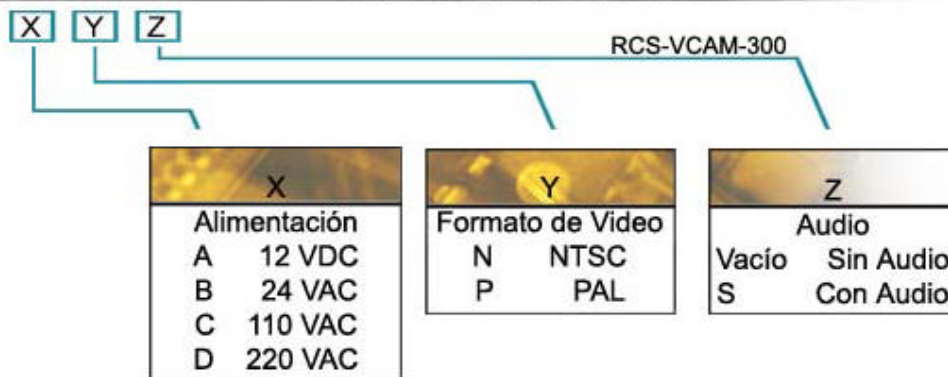 X Y Z
RCS-VCAM-300
X
Alimentación
A 12 VDC
B 24 VAC
C 110 VAC
D 220 VAC
Y
Formato de Video
N NTSC
P PAL
Z
Audio
Vacío Sin Audio
S Con Audio